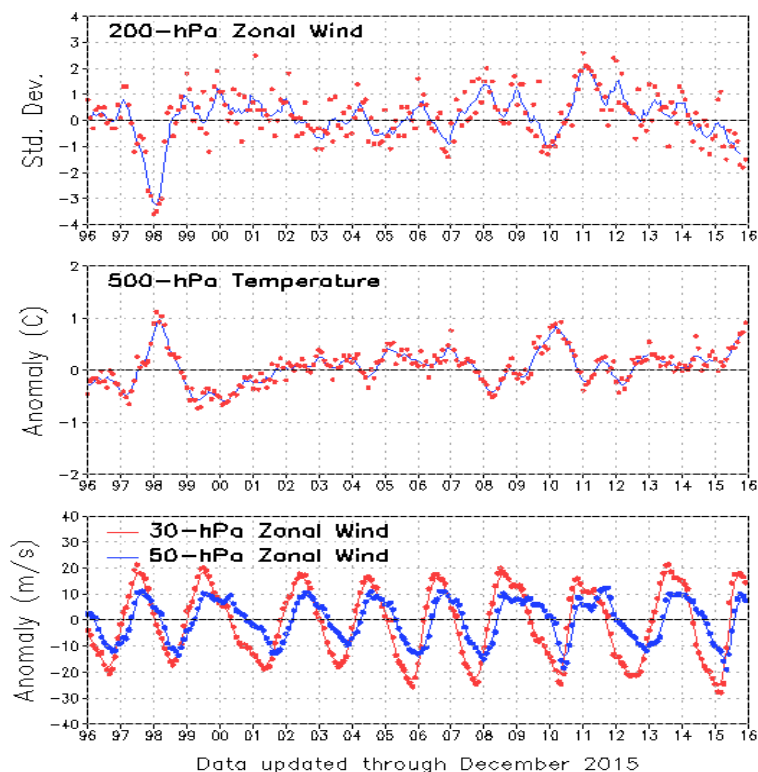 200-hPa Zonal Wind
Std. Dev.
4
3
2
1
0
-1
-2
-3
-4
96 97 98 99 00 01 02 03 04 05 06 07 08 09 10 11 12 13 14 15 16
500-hPa Temperature
Anomaly (C)
2
1
0
-1
-2
96 97 98 99 00 01 02 03 04 05 06 07 08 09 10 11 12 13 14 15 16
30-hPa Zonal Wind
50-hPa Zonal Wind
Anomaly (m/s)
40
30
20
10
0
-10
-20
-30
-40
96 97 98 99 00 01 02 03 04 05 06 07 08 09 10 11 12 13 14 15 16
Data updated through December 2015